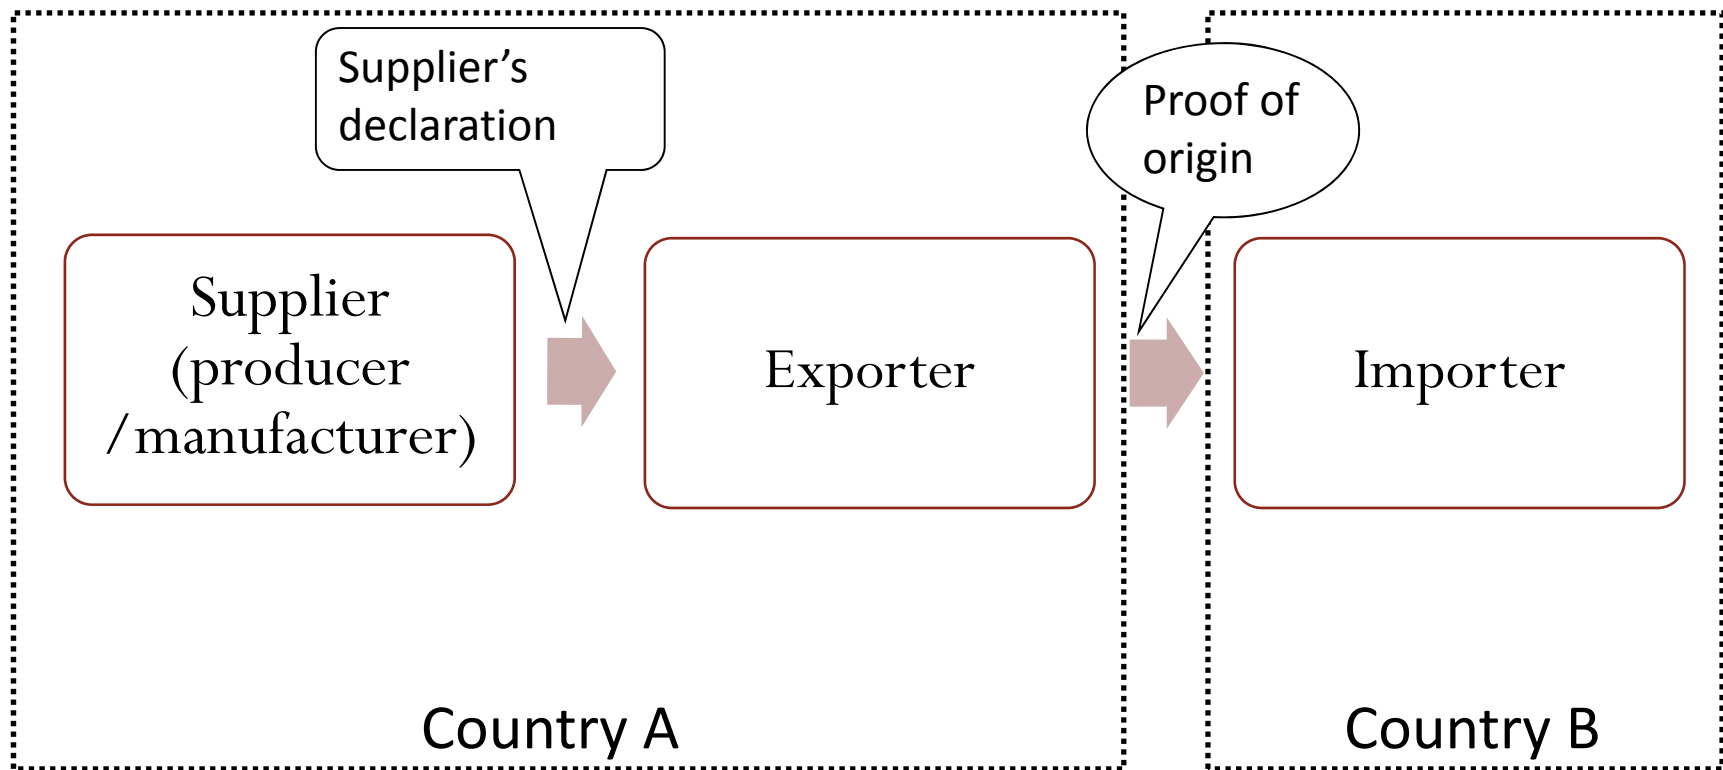 Supplier’s
declaration
Proof of
origin
Supplier
(producer
/manufacturer)
Exporter
Importer
Country A
Country B